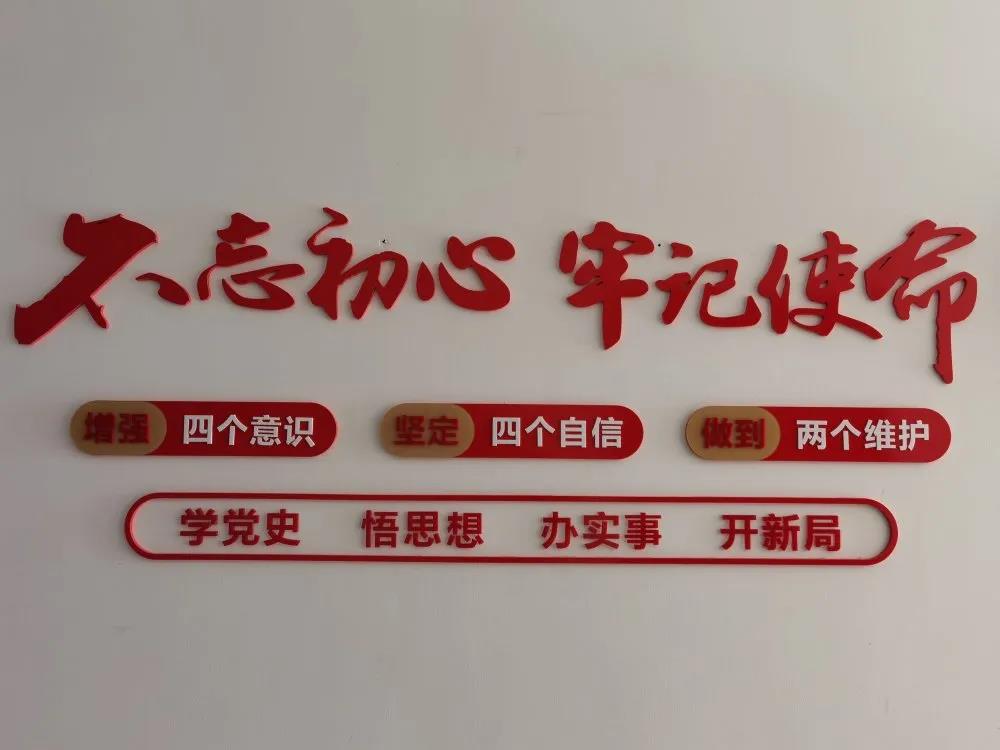 不忘初心 牢记使命
增强 四个意识 坚定 四个自信 做到 两个维护
学党史 悟思想 办实事 开新局